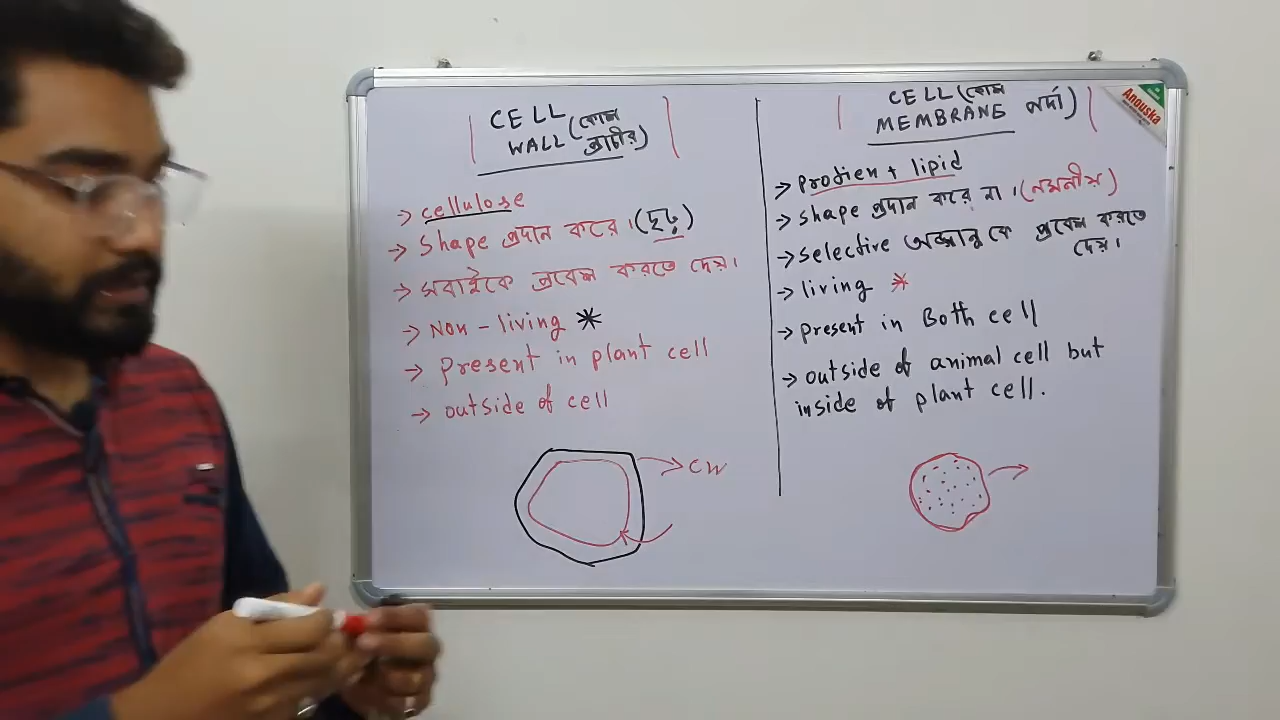 CELL
WALL (কোষ
প্রাচীর)
→ cellulose
→ shape প্রদান করে। (দৃঢ়)
→ সবাইকে প্রবেশ করতে দেয়।
→ Non-living *
→ Present in plant cell
→ outside of cell
→ CW
CELL (কোষ
MEMBRANE পর্দা)
→ Protien + lipid
→ shape প্রদান করে না। (নমনীয়)
→ selective অজানু কে প্রবেশ করতে
দেয়।
→ living *
→ present in Both cell
→ outside of animal cell but
inside of plant cell.
Anouska